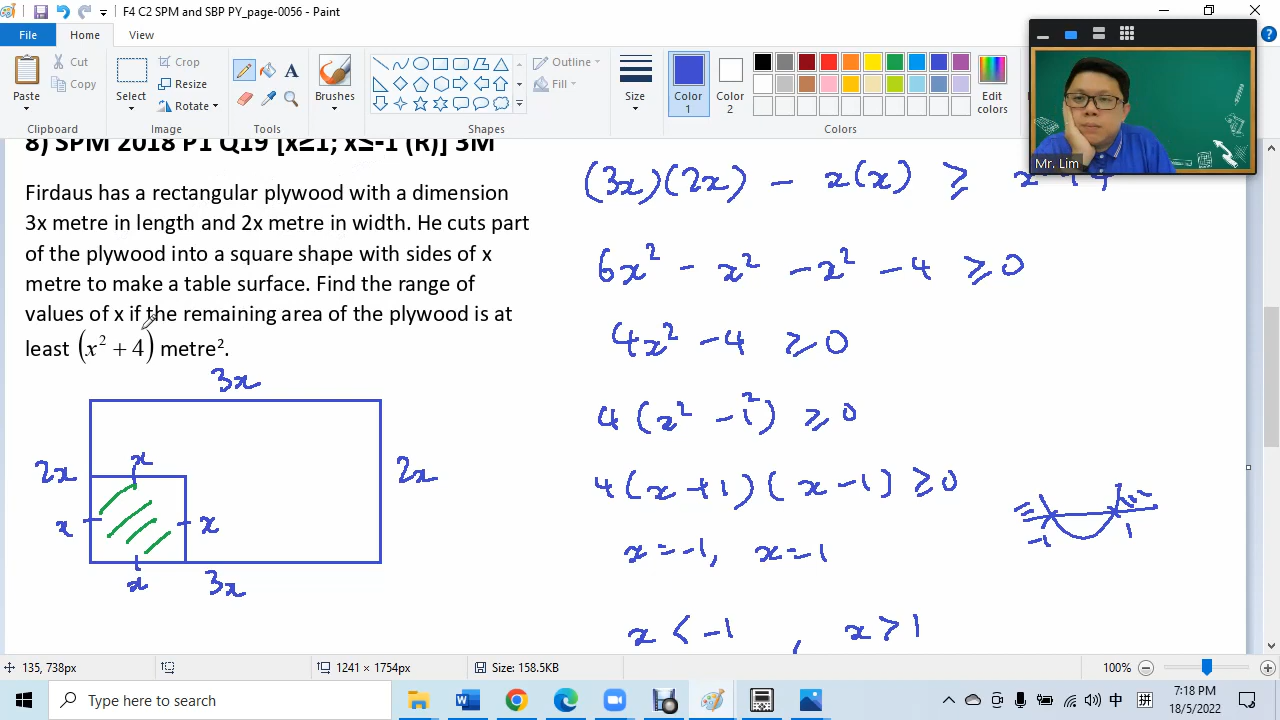 F4 C2 SPM and SBP PY_page-0056 - Paint
File Home View
Paste
Cut
Copy
Clipboard
Select
Crop
Resize
Rotate
Image
Tools
Brushes
Shapes
Outline
Fill
Size
Color 1
Color 2
Edit colors
Colors
Mr. Lim
8) SPM 2018 P1 Q19 [x≥1; x≤-1 (R)] 3M
Firdaus has a rectangular plywood with a dimension
3x metre in length and 2x metre in width. He cuts part
of the plywood into a square shape with sides of x
metre to make a table surface. Find the range of
values of x if the remaining area of the plywood is at
least (x² + 4) metre².
3x
2x
x
2x
x
x
x
3x
(3x)(2x) - x(x) ≥
6x² - x² - x² - 4 ≥ 0
4x² - 4 ≥ 0
4(x² - 1²) ≥ 0
4(x + 1)(x - 1) ≥ 0
x = -1, x = 1
-1 1
x < -1 , x > 1
135, 738px
1241 × 1754px
Size: 158.5KB
100%
Type here to search
中
拼
7:18 PM
18/5/2022